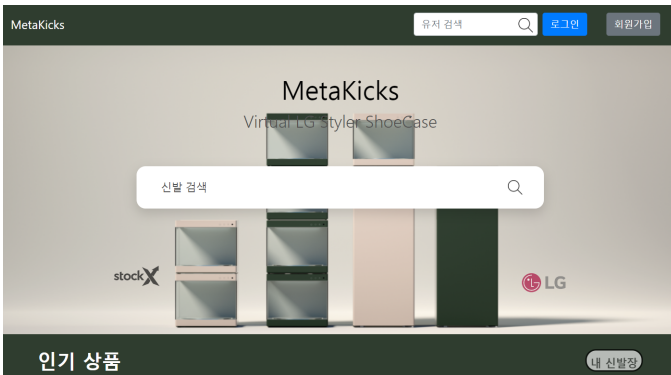 MetaKicks
유저 검색
로그인
회원가입
MetaKicks
Virtual LG Styler ShoeCase
신발 검색
stockX
LG
인기 상품
내 신발장